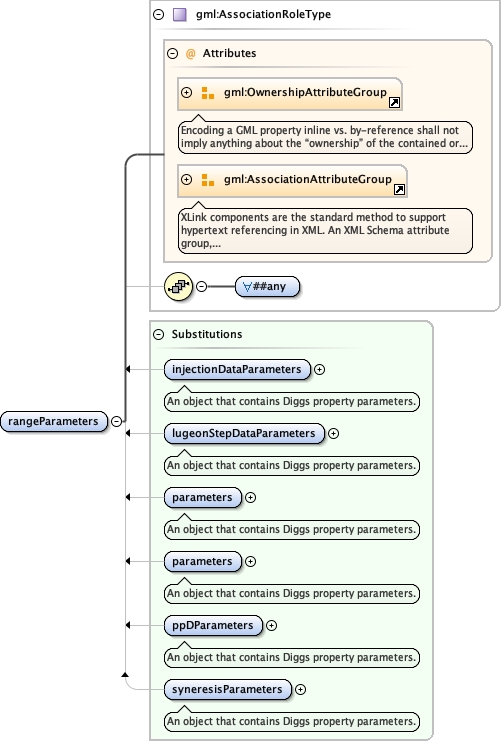 gml:AssociationRoleType
@ Attributes
gml:OwnershipAttributeGroup
Encoding a GML property inline vs. by-reference shall not
imply anything about the “ownership” of the contained or...
gml:AssociationAttributeGroup
XLink components are the standard method to support
hypertext referencing in XML. An XML Schema attribute
group,...
∀##any
Substitutions
injectionDataParameters
An object that contains Diggs property parameters.
rangeParameters
lugeonStepDataParameters
An object that contains Diggs property parameters.
parameters
An object that contains Diggs property parameters.
parameters
An object that contains Diggs property parameters.
ppDParameters
An object that contains Diggs property parameters.
syneresisParameters
An object that contains Diggs property parameters.